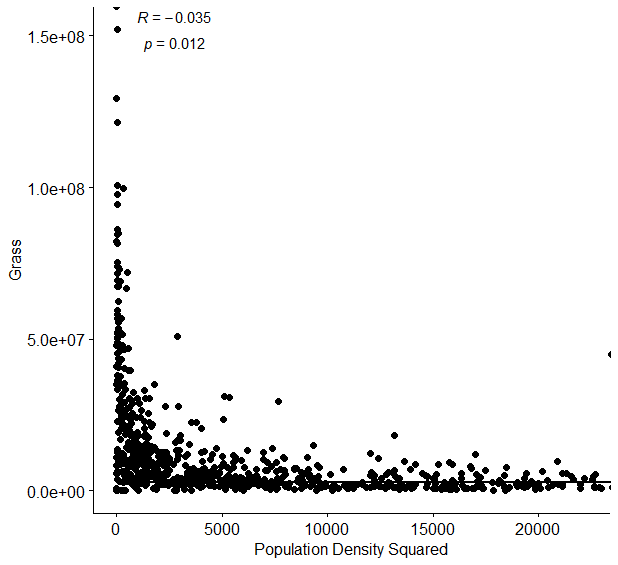 R = −0.035
p = 0.012
1.5e+08
1.0e+08
5.0e+07
0.0e+00
Grass
0 5000 10000 15000 20000
Population Density Squared